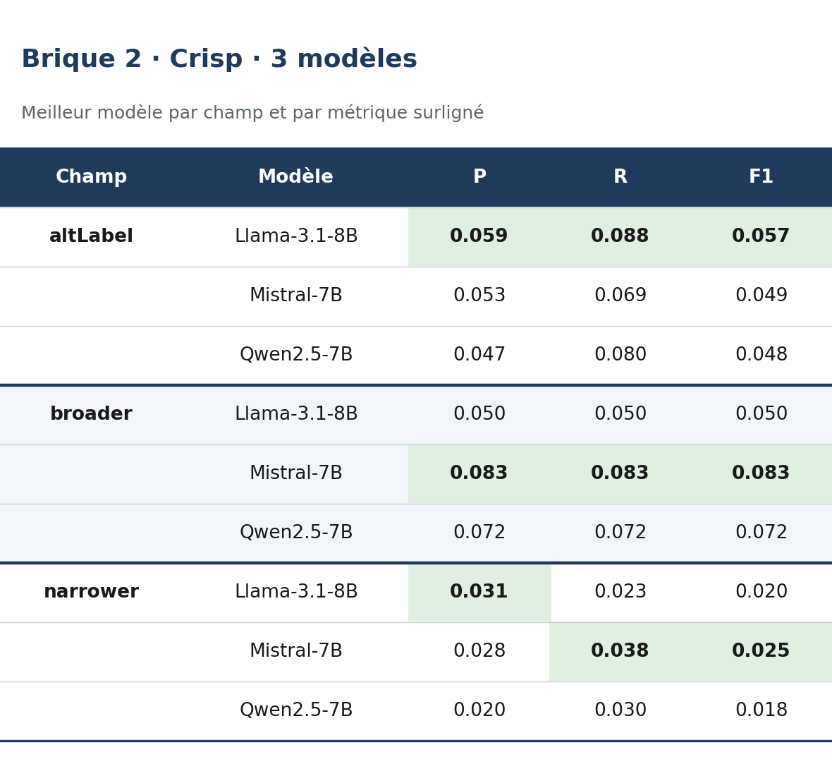 Brique 2 · Crisp · 3 modèles
Meilleur modèle par champ et par métrique surligné
Champ Modèle P R F1
altLabel Llama-3.1-8B 0.059 0.088 0.057
Mistral-7B 0.053 0.069 0.049
Qwen2.5-7B 0.047 0.080 0.048
broader Llama-3.1-8B 0.050 0.050 0.050
Mistral-7B 0.083 0.083 0.083
Qwen2.5-7B 0.072 0.072 0.072
narrower Llama-3.1-8B 0.031 0.023 0.020
Mistral-7B 0.028 0.038 0.025
Qwen2.5-7B 0.020 0.030 0.018